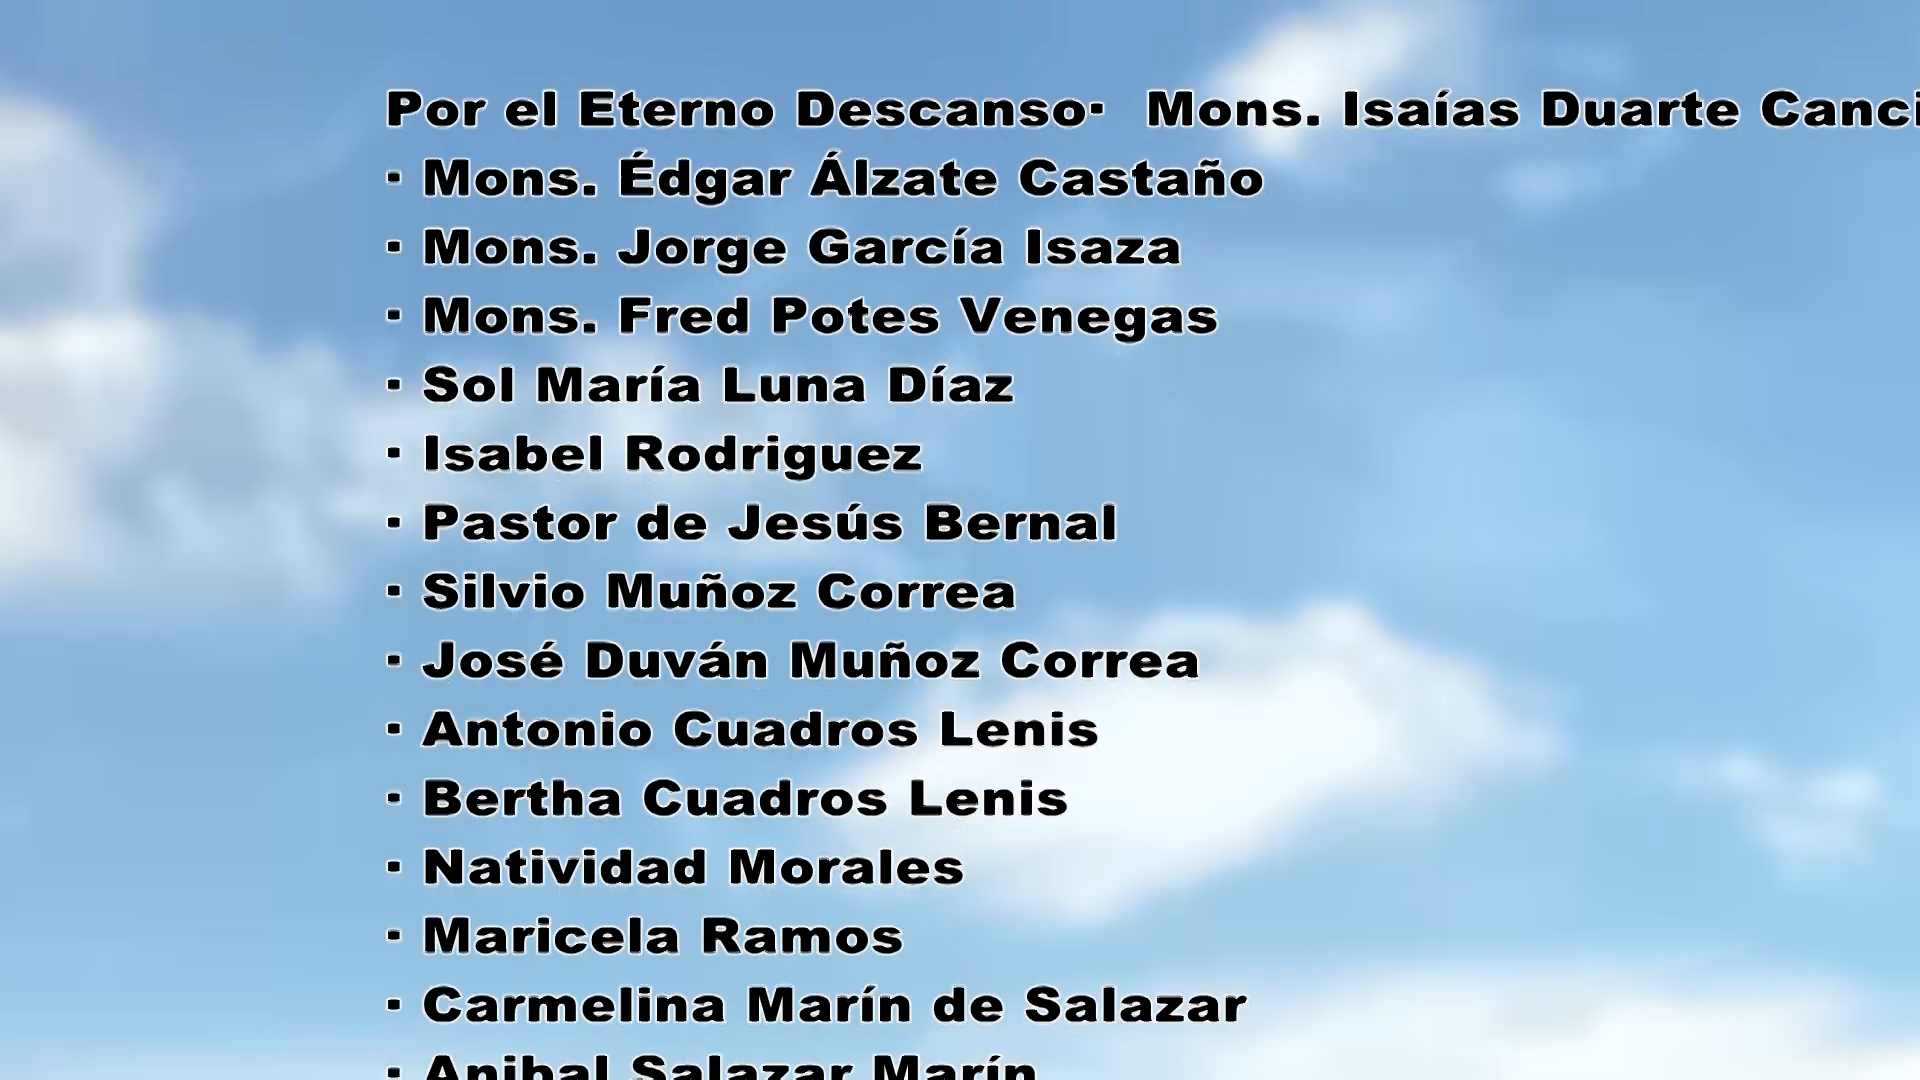 Por el Eterno Descanso· Mons. Isaías Duarte
· Mons. Édgar Álzate Castaño
· Mons. Jorge García Isaza
· Mons. Fred Potes Venegas
· Sol María Luna Díaz
· Isabel Rodriguez
· Pastor de Jesús Bernal
· Silvio Muñoz Correa
· José Duván Muñoz Correa
· Antonio Cuadros Lenis
· Bertha Cuadros Lenis
· Natividad Morales
· Maricela Ramos
· Carmelina Marín de Salazar
· Anibal Salazar Marín